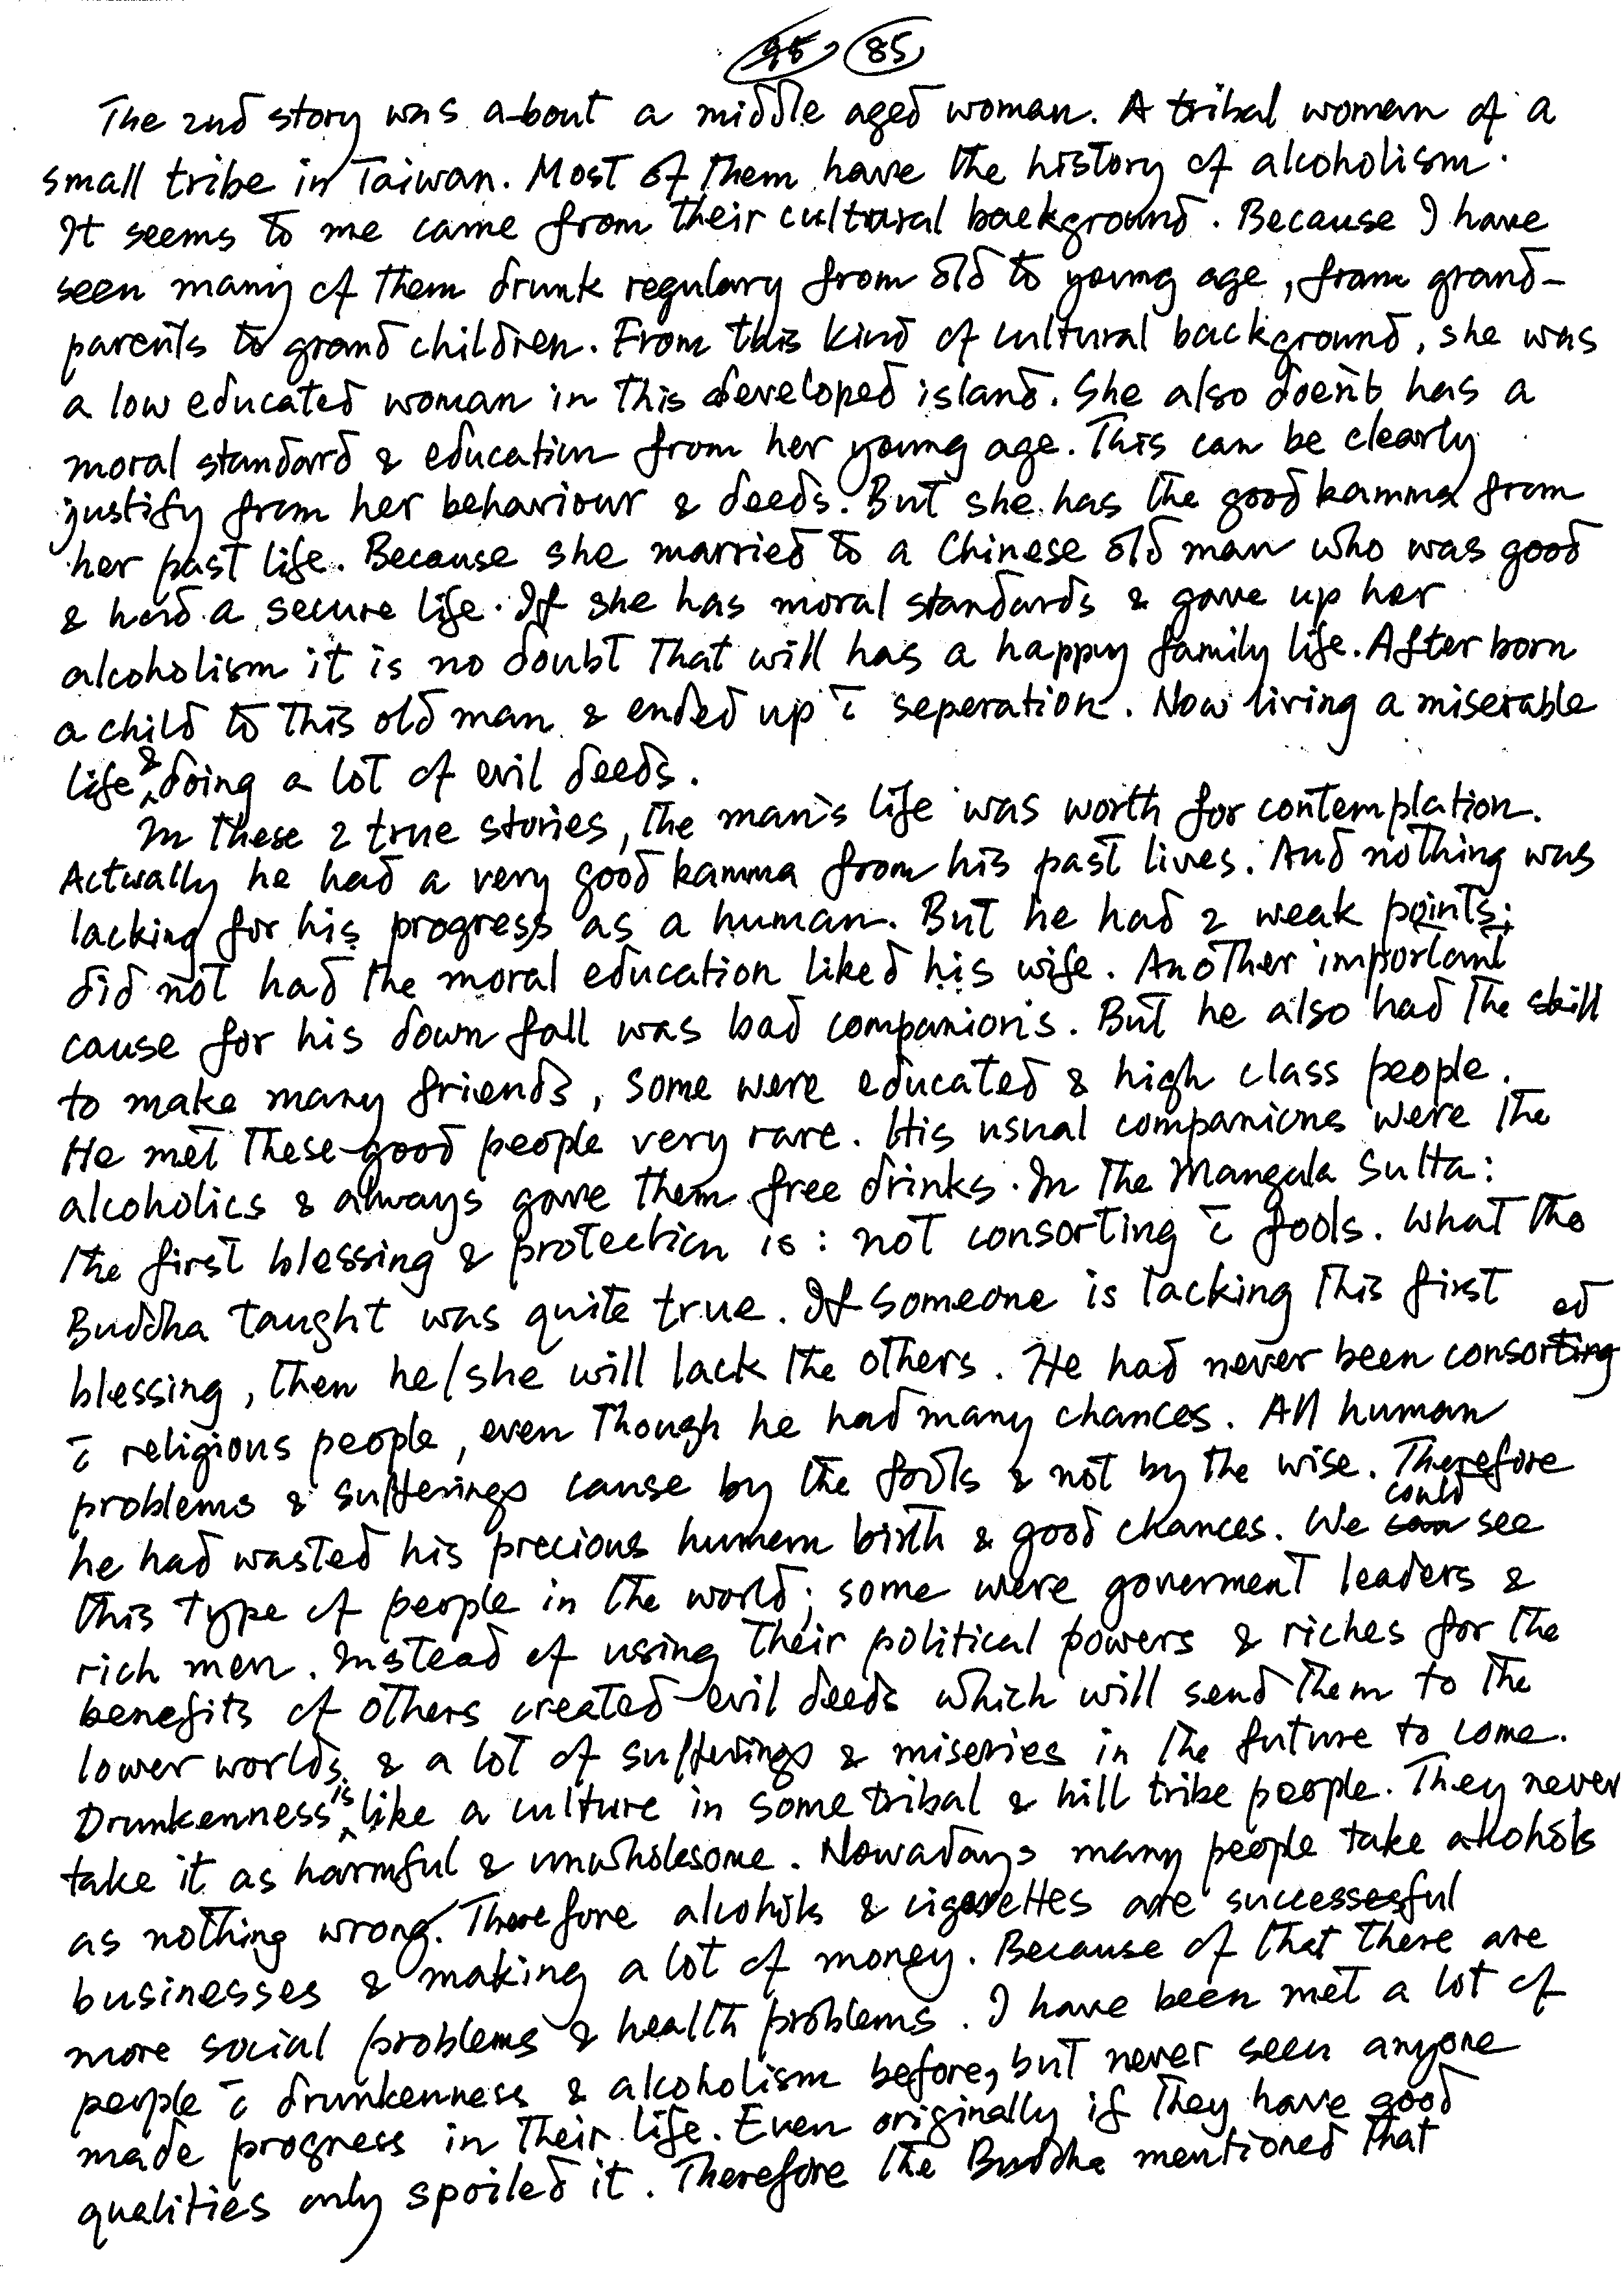 85
The 2nd story was about a middle aged woman. A tribal woman of a
small tribe in Taiwan. Most of them have the history of alcoholism.
It seems to me came from their cultural background. Because I have
seen many of them drunk regulary from old to young age, from grand-
parents to grand children. From this kind of cultural background, she was
a low educated woman in this developed island. She also doen't has a
moral standard & education from her young age. This can be clearly
justify from her behaviour & deeds. But she has the good kamma from
her past life. Because she married to a Chinese old man who was good
& had a secure life. If she has moral standards & gave up her
alcoholism it is no doubt that will has a happy family life. After born
a child to this old man & ended up c̄ seperation. Now living a miserable
life & doing a lot of evil deeds.
In these 2 true stories, the man's life was worth for contemplation.
Actually he had a very good kamma from his past lives. And nothing was
lacking for his progress as a human. But he had 2 weak points;
did not had the moral education liked his wife. Another important
cause for his down fall was bad companions. But he also had the skill
to make many friends, some were educated & high class people.
He met these good people very rare. His usual companions were the
alcoholics & always gave them free drinks. In the Mangala Sutta:
the first blessing & protection is: not consorting c̄ fools. What the
Buddha taught was quite true. If someone is lacking this first
blessing, then he/she will lack the others. He had never been consorted
c̄ religious people, even though he had many chances. All human
problems & sufferings cause by the fools & not by the wise. Therefore
he had wasted his precious human birth & good chances. We could see
this type of people in the world; some were goverment leaders &
rich men. Instead of using their political powers & riches for the
benefits of others created evil deeds which will send them to the
lower worlds, & a lot of sufferings & miseries in the future to come.
Drunkenness is like a culture in some tribal & hill tribe people. They never
take it as harmful & unwholesome. Nowadays many people take alcohols
as nothing wrong. Therefore alcohols & cigarettes are successful
businesses & making a lot of money. Because of that there are
more social problems & health problems. I have been met a lot of
people c̄ drunkenness & alcoholism before, but never seen anyone
made progress in their life. Even originally if they have good
qualities only spoiled it. Therefore the Buddha mentioned that